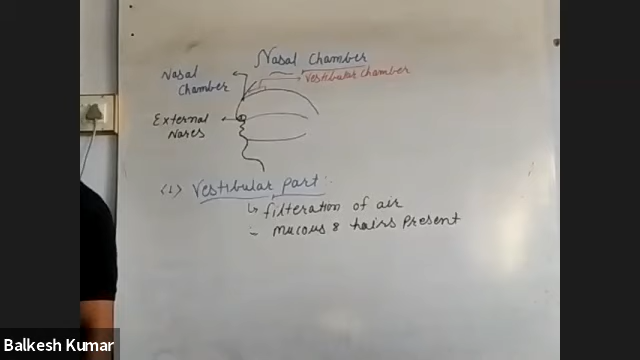 Nasal Chamber
Vestibular Chamber
Nasal
Chamber
External
Nares
(1) Vestibular part :-
↳ filteration of air
– mucous & hairs present
Balkesh Kumar